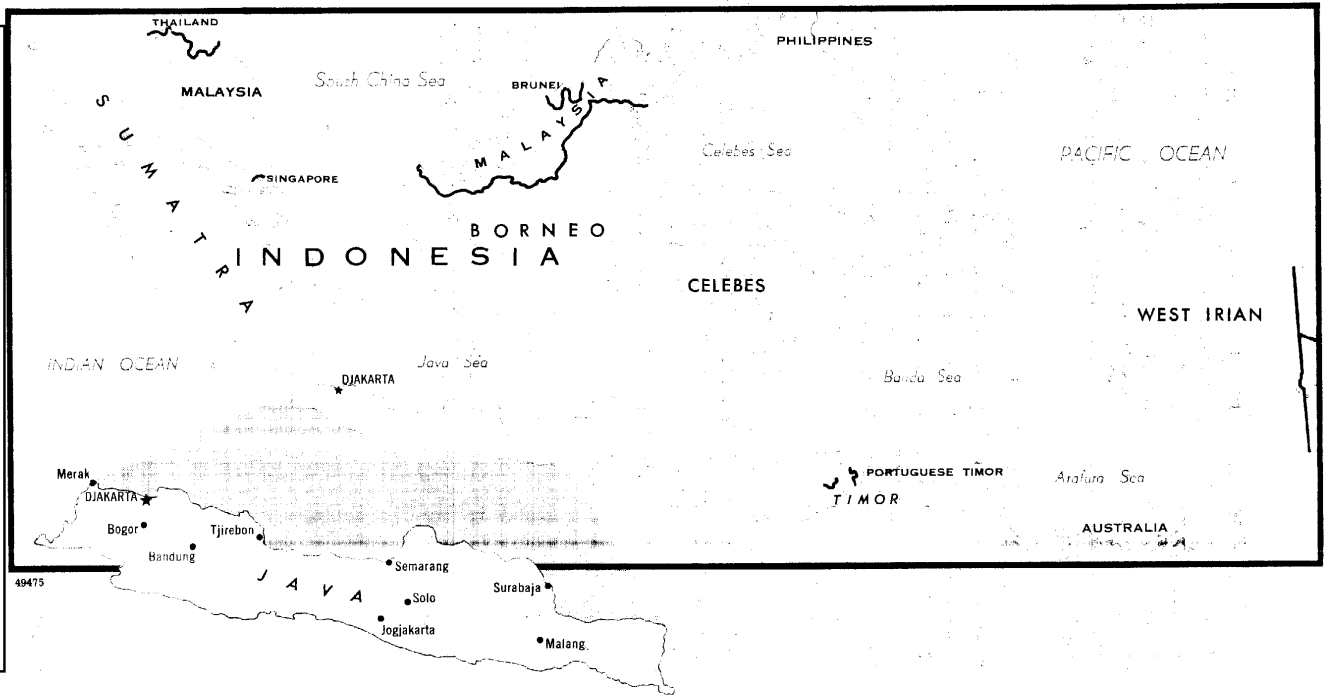 THAILAND
PHILIPPINES
South China Sea
MALAYSIA
BRUNEI
MALAYSIA
SUMATRA
Celebes Sea
PACIFIC OCEAN
SINGAPORE
BORNEO
INDONESIA
CELEBES
WEST IRIAN
INDIAN OCEAN
Java Sea
DJAKARTA
Banda Sea
Merak
PORTUGUESE TIMOR
TIMOR
Arafura Sea
DJAKARTA
Bogor
Tjirebon
AUSTRALIA
Bandung
Semarang
49475
JAVA
Surabaja
Solo
Jogjakarta
Malang